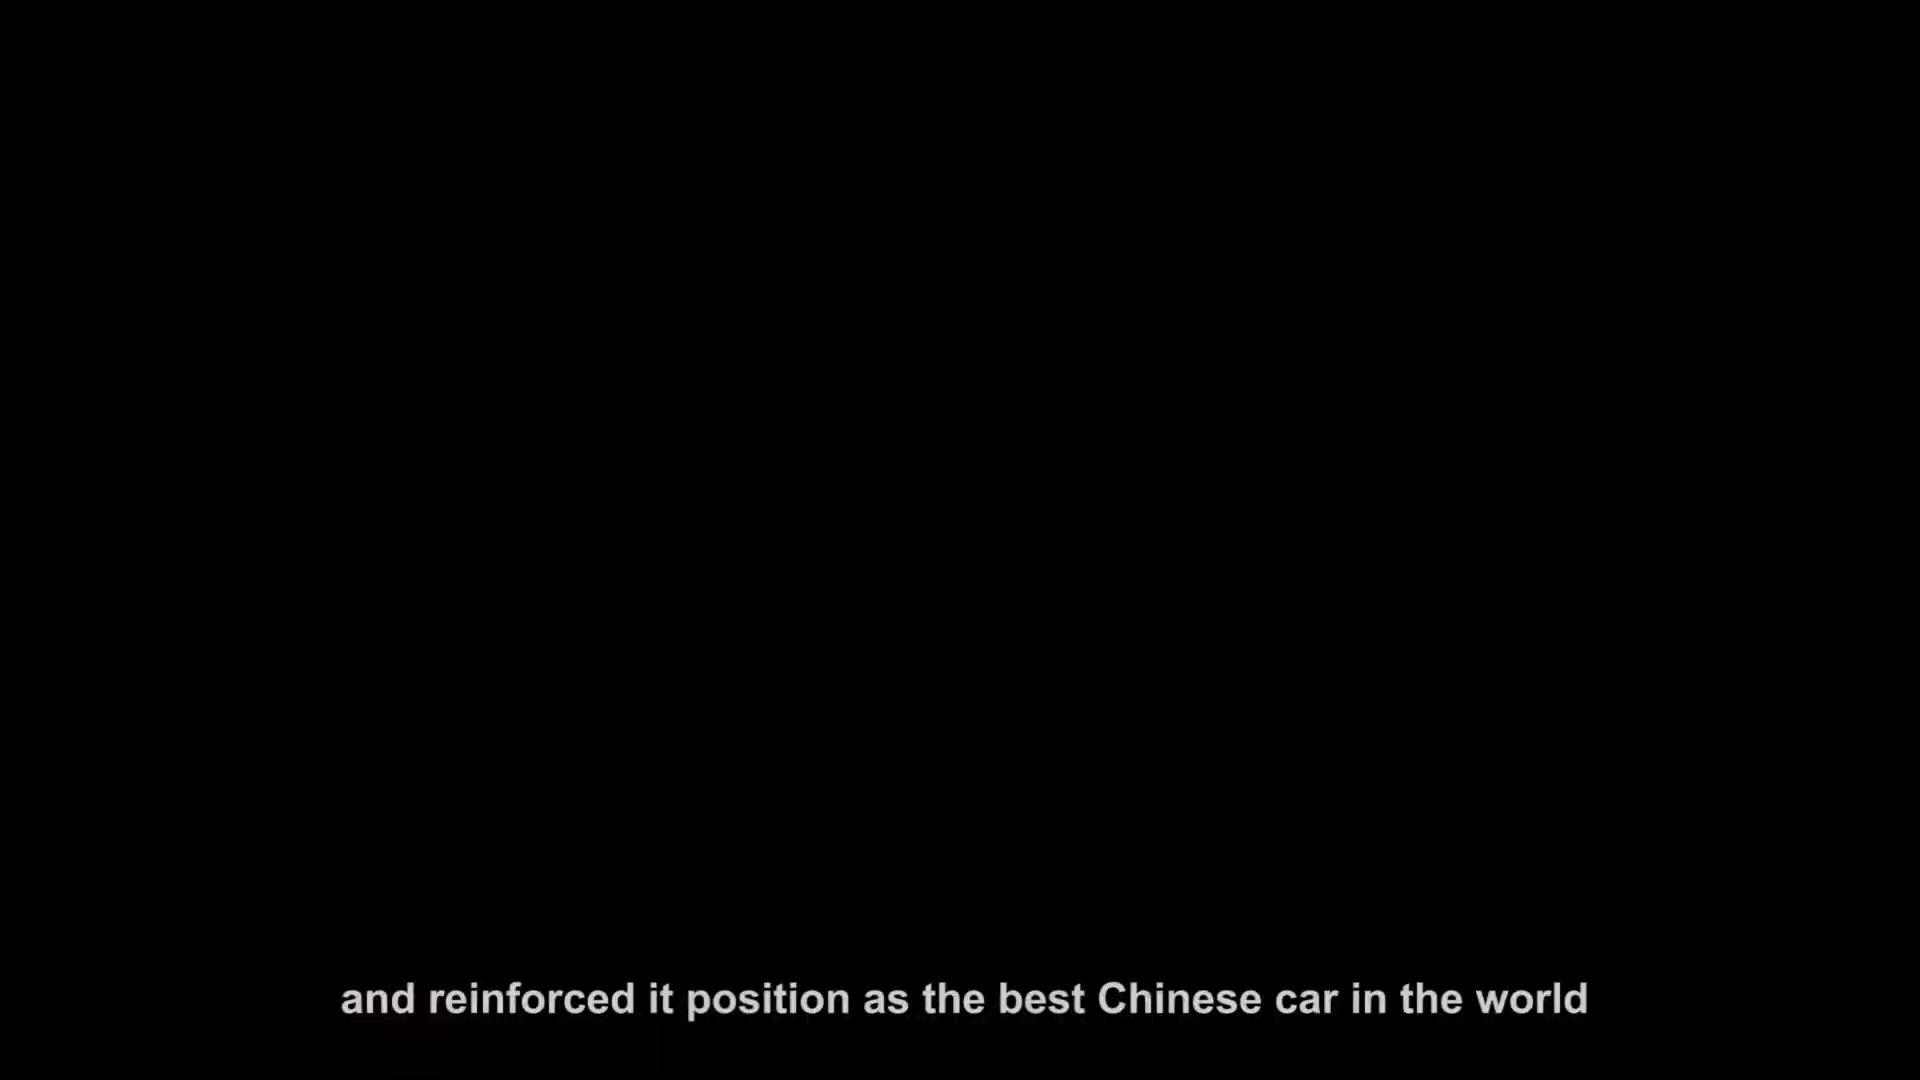 and reinforced it position as the best Chinese car in the world